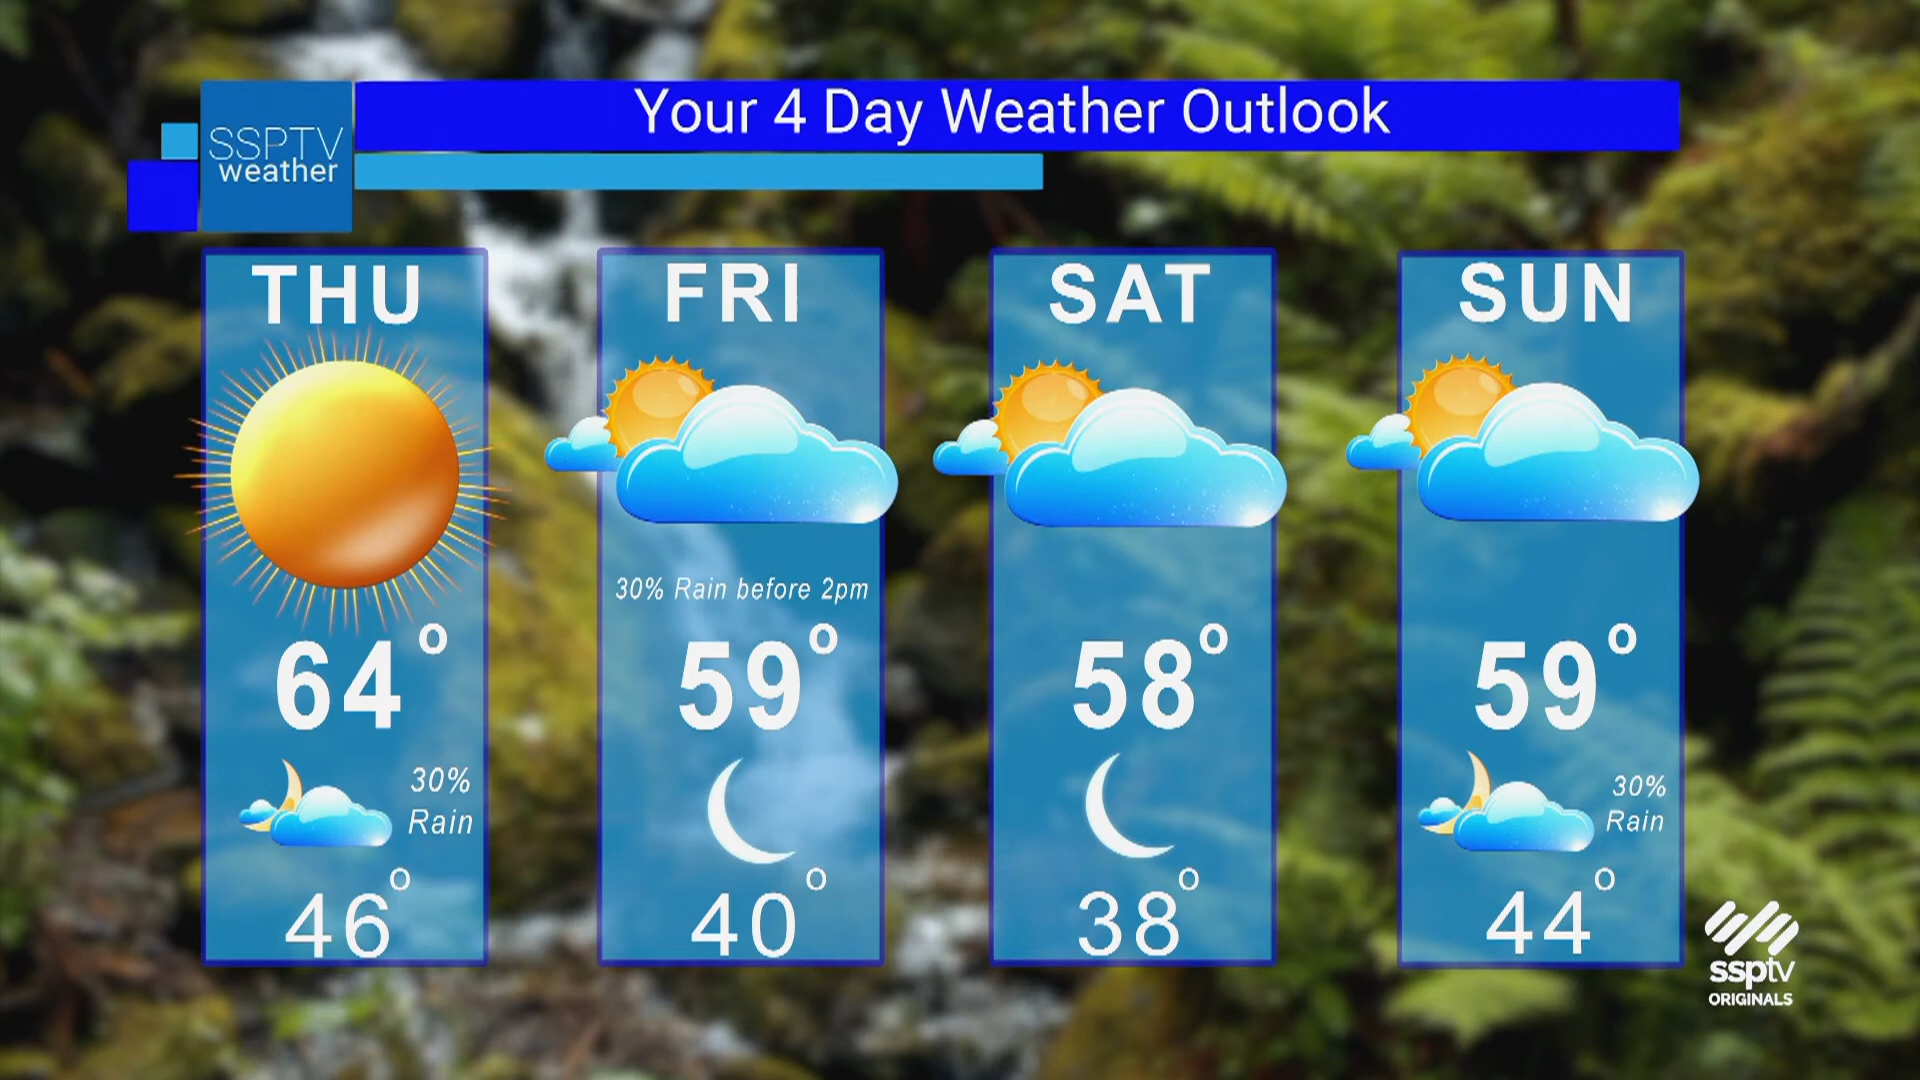 Your 4 Day Weather Outlook
SSPTV
weather
THU
64°
30%
Rain
46°
FRI
30% Rain before 2pm
59°
40°
SAT
58°
38°
SUN
59°
30%
Rain
44°
ssptv
ORIGINALS